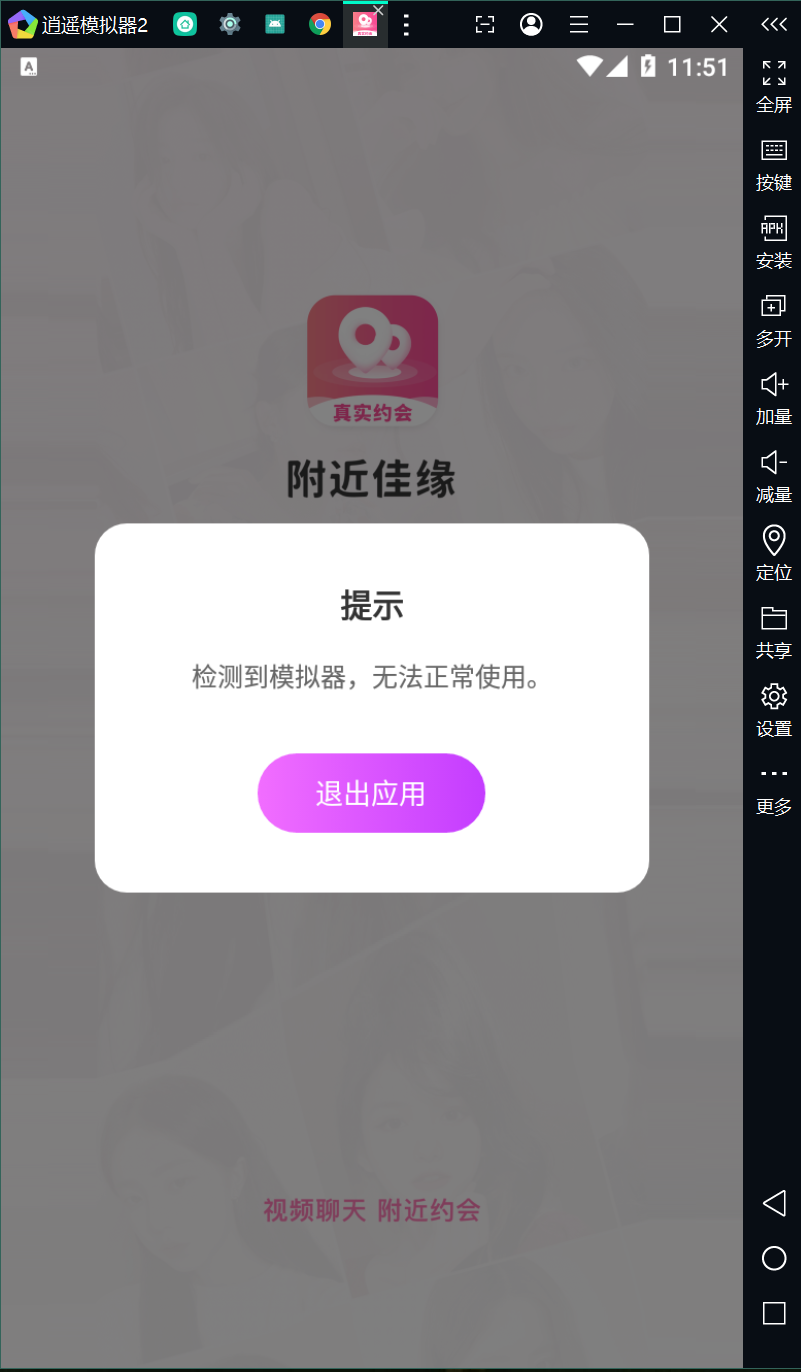 逍遥模拟器2
A
11:51
全屏
按键
APK
安装
多开
加量
减量
定位
共享
设置
更多
真实约会
附近佳缘
提示
检测到模拟器，无法正常使用。
退出应用
视频聊天 附近约会